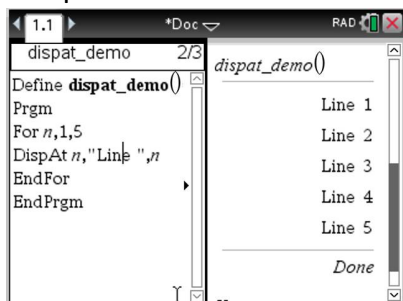 1.1 *Doc RAD
dispat_demo 2/3
Define dispat_demo()
Prgm
For n,1,5
DispAt n,"Line ",n
EndFor
EndPrgm
dispat_demo()
Line 1
Line 2
Line 3
Line 4
Line 5
Done